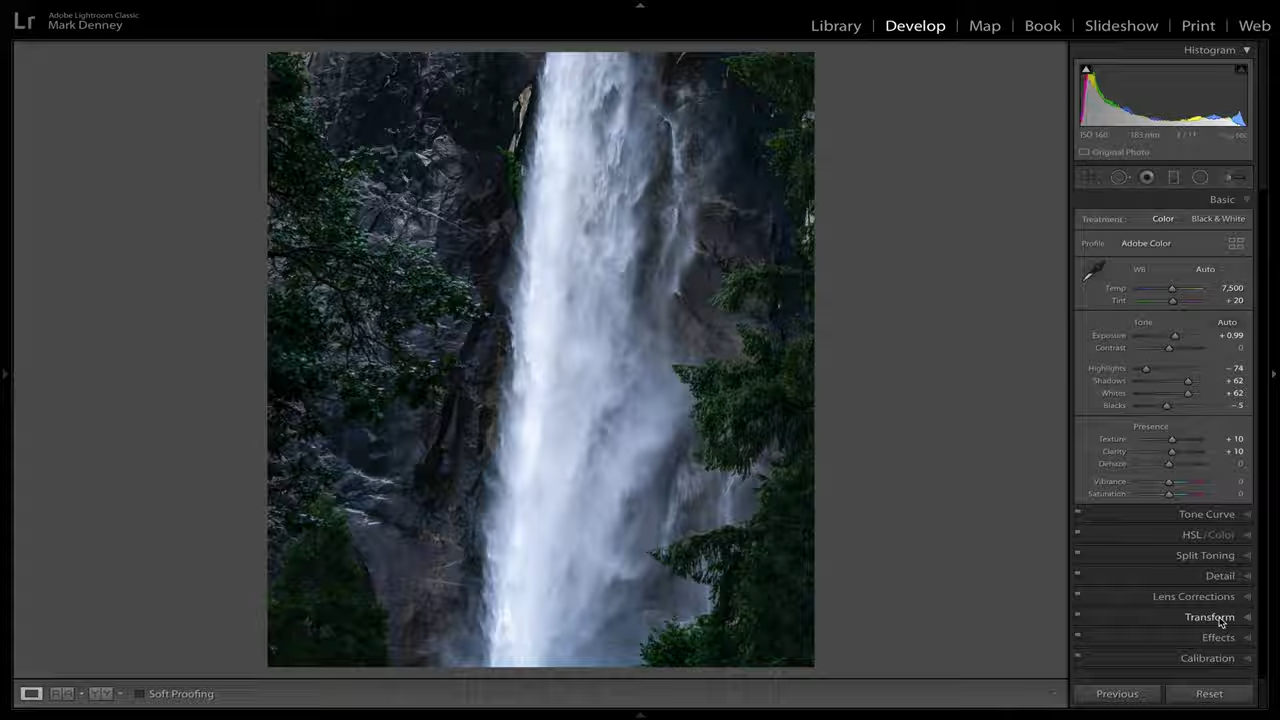 Lr
Adobe Lightroom Classic
Mark Denney
Library | Develop | Map | Book | Slideshow | Print | Web
Histogram
ISO 160 183 mm f / 11 sec
Original Photo
Basic
Treatment: Color Black & White
Profile Adobe Color
WB Auto
Temp 7,500
Tint + 20
Tone Auto
Exposure + 0.99
Contrast 0
Highlights − 74
Shadows + 62
Whites + 62
Blacks − 5
Presence
Texture + 10
Clarity + 10
Dehaze 0
Vibrance 0
Saturation 0
Tone Curve
HSL / Color
Split Toning
Detail
Lens Corrections
Transform
Effects
Calibration
Soft Proofing
Previous Reset